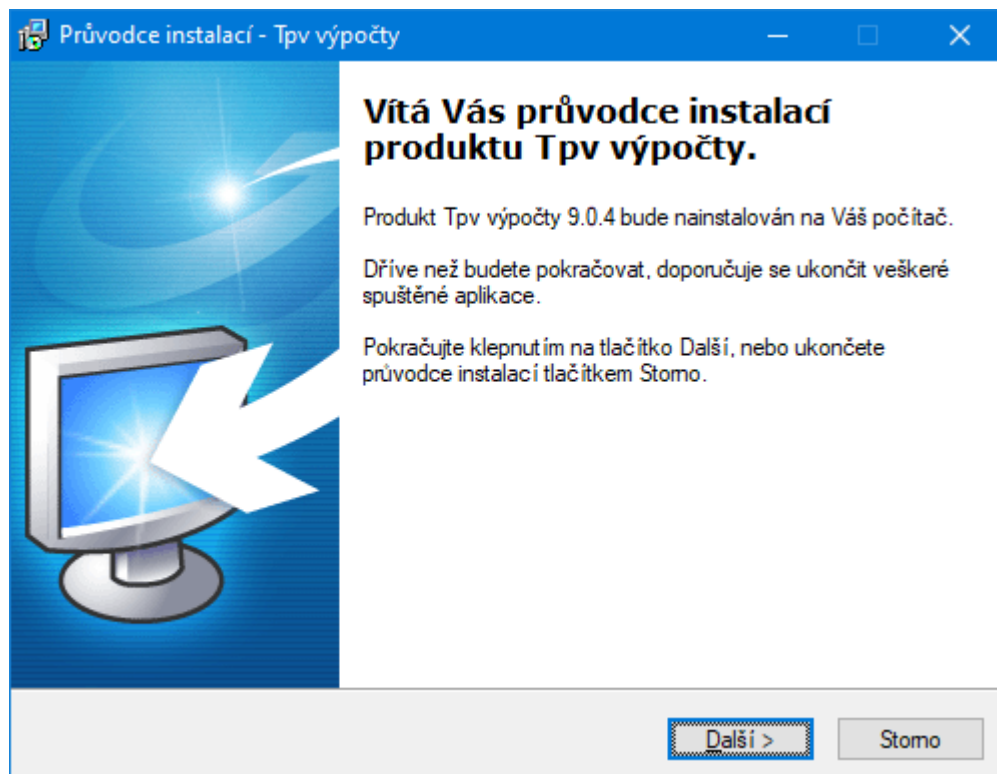 Průvodce instalací - Tpv výpočty
Vítá Vás průvodce instalací
produktu Tpv výpočty.
Produkt Tpv výpočty 9.0.4 bude nainstalován na Váš počítač.
Dříve než budete pokračovat, doporučuje se ukončit veškeré
spuštěné aplikace.
Pokračujte klepnutím na tlačítko Další, nebo ukončete
průvodce instalací tlačítkem Storno.
Další >
Storno